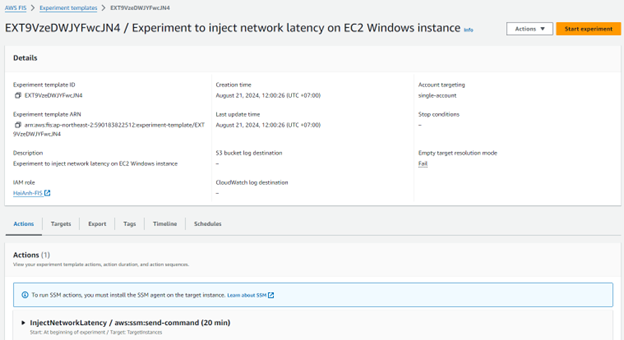 AWS FIS > Experiment templates > EXT9VzeDWJYFwcJN4
EXT9VzeDWJYFwcJN4 / Experiment to inject network latency on EC2 Windows instance Info
Actions ▼
Start experiment
Details
Experiment template ID
EXT9VzeDWJYFwcJN4
Experiment template ARN
arn:aws:fis:ap-northeast-2:590183822512:experiment-template/EXT
9VzeDWJYFwcJN4
Description
Experiment to inject network latency on EC2 Windows instance
IAM role
HaiAnh-FIS
Creation time
August 21, 2024, 12:00:26 (UTC +07:00)
Last update time
August 21, 2024, 12:00:26 (UTC +07:00)
S3 bucket log destination
–
CloudWatch log destination
–
Account targeting
single-account
Stop conditions
–
Empty target resolution mode
Fail
Actions
Targets
Export
Tags
Timeline
Schedules
Actions (1)
View your experiment template actions, action duration, and action sequences.
To run SSM actions, you must install the SSM agent on the target instance. Learn about SSM
InjectNetworkLatency / aws:ssm:send-command (20 min)
Start: At beginning of experiment / Target: TargetInstances